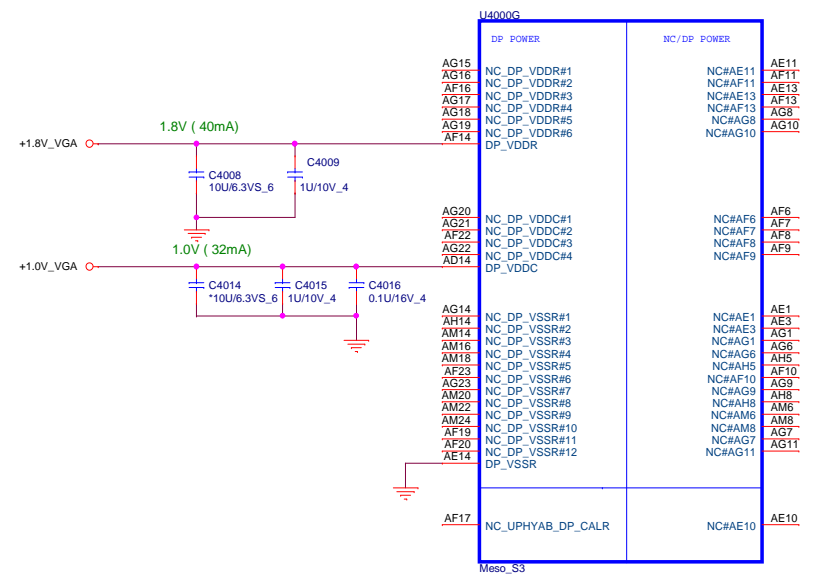 U4000G
DP POWER
NC/DP POWER
AG15 NC_DP_VDDR#1 NC#AE11 AE11
AG16 NC_DP_VDDR#2 NC#AF11 AF11
AF16 NC_DP_VDDR#3 NC#AE13 AE13
AG17 NC_DP_VDDR#4 NC#AF13 AF13
AG18 NC_DP_VDDR#5 NC#AG8 AG8
AG19 NC_DP_VDDR#6 NC#AG10 AG10
AF14 DP_VDDR
1.8V ( 40mA)
+1.8V_VGA
C4008
10U/6.3VS_6
C4009
1U/10V_4
AG20 NC_DP_VDDC#1 NC#AF6 AF6
AG21 NC_DP_VDDC#2 NC#AF7 AF7
AF22 NC_DP_VDDC#3 NC#AF8 AF8
AG22 NC_DP_VDDC#4 NC#AF9 AF9
AD14 DP_VDDC
1.0V ( 32mA)
+1.0V_VGA
C4014
*10U/6.3VS_6
C4015
1U/10V_4
C4016
0.1U/16V_4
AG14 NC_DP_VSSR#1 NC#AE1 AE1
AH14 NC_DP_VSSR#2 NC#AE3 AE3
AM14 NC_DP_VSSR#3 NC#AG1 AG1
AM16 NC_DP_VSSR#4 NC#AG6 AG6
AM18 NC_DP_VSSR#5 NC#AH5 AH5
AF23 NC_DP_VSSR#6 NC#AF10 AF10
AG23 NC_DP_VSSR#7 NC#AG9 AG9
AM20 NC_DP_VSSR#8 NC#AH8 AH8
AM22 NC_DP_VSSR#9 NC#AM6 AM6
AM24 NC_DP_VSSR#10 NC#AM8 AM8
AF19 NC_DP_VSSR#11 NC#AG7 AG7
AF20 NC_DP_VSSR#12 NC#AG11 AG11
AE14 DP_VSSR
AF17 NC_UPHYAB_DP_CALR NC#AE10 AE10
Meso_S3